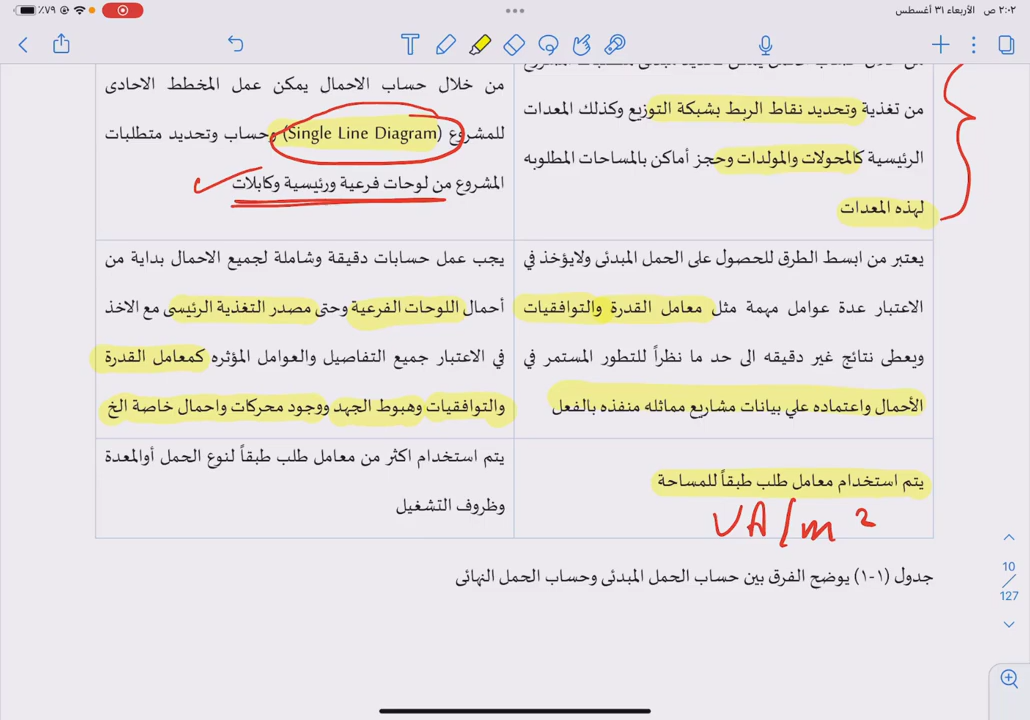 ٢:٠٢ ص الأربعاء ٣١ أغسطس
٪٧٩
من تغذية وتحديد نقاط الربط بشبكة التوزيع وكذلك المعدات
الرئيسية كالمحولات والمولدات وحجز أماكن بالمساحات المطلوبه
لهذه المعدات
من خلال حساب الاحمال يمكن عمل المخطط الاحادى
للمشروع (Single Line Diagram) وحساب وتحديد متطلبات
المشروع من لوحات فرعية ورئيسية وكابلات
يعتبر من ابسط الطرق للحصول على الحمل المبدئى ولايؤخذ في
الاعتبار عدة عوامل مهمة مثل معامل القدرة والتوافقيات
ويعطى نتائج غير دقيقه الى حد ما نظراً للتطور المستمر في
الأحمال واعتماده علي بيانات مشاريع مماثله منفذه بالفعل
يجب عمل حسابات دقيقة وشاملة لجميع الاحمال بداية من
أحمال اللوحات الفرعية وحتى مصدر التغذية الرئيسى مع الاخذ
في الاعتبار جميع التفاصيل والعوامل المؤثره كمعامل القدرة
والتوافقيات وهبوط الجهد ووجود محركات واحمال خاصة الخ
يتم استخدام معامل طلب طبقاً للمساحة
VA/m²
يتم استخدام اكثر من معامل طلب طبقاً لنوع الحمل أوالمعدة
وظروف التشغيل
جدول (١-١) يوضح الفرق بين حساب الحمل المبدئى وحساب الحمل النهائى
10
127